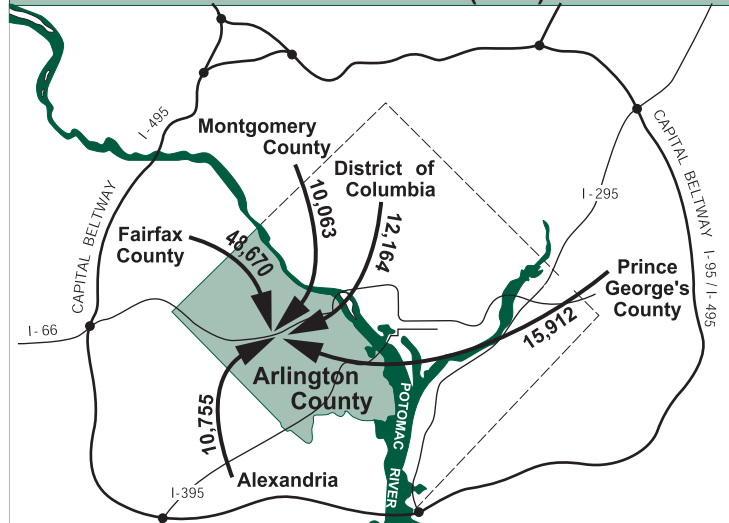 I-495
Montgomery
County
10,063
District of
Columbia
12,164
CAPITAL BELTWAY
I-295
CAPITAL BELTWAY
I-95 / I-495
Fairfax
County
48,670
Prince
George's
County
15,912
I-66
Arlington
County
10,755
POTOMAC
RIVER
Alexandria
I-395